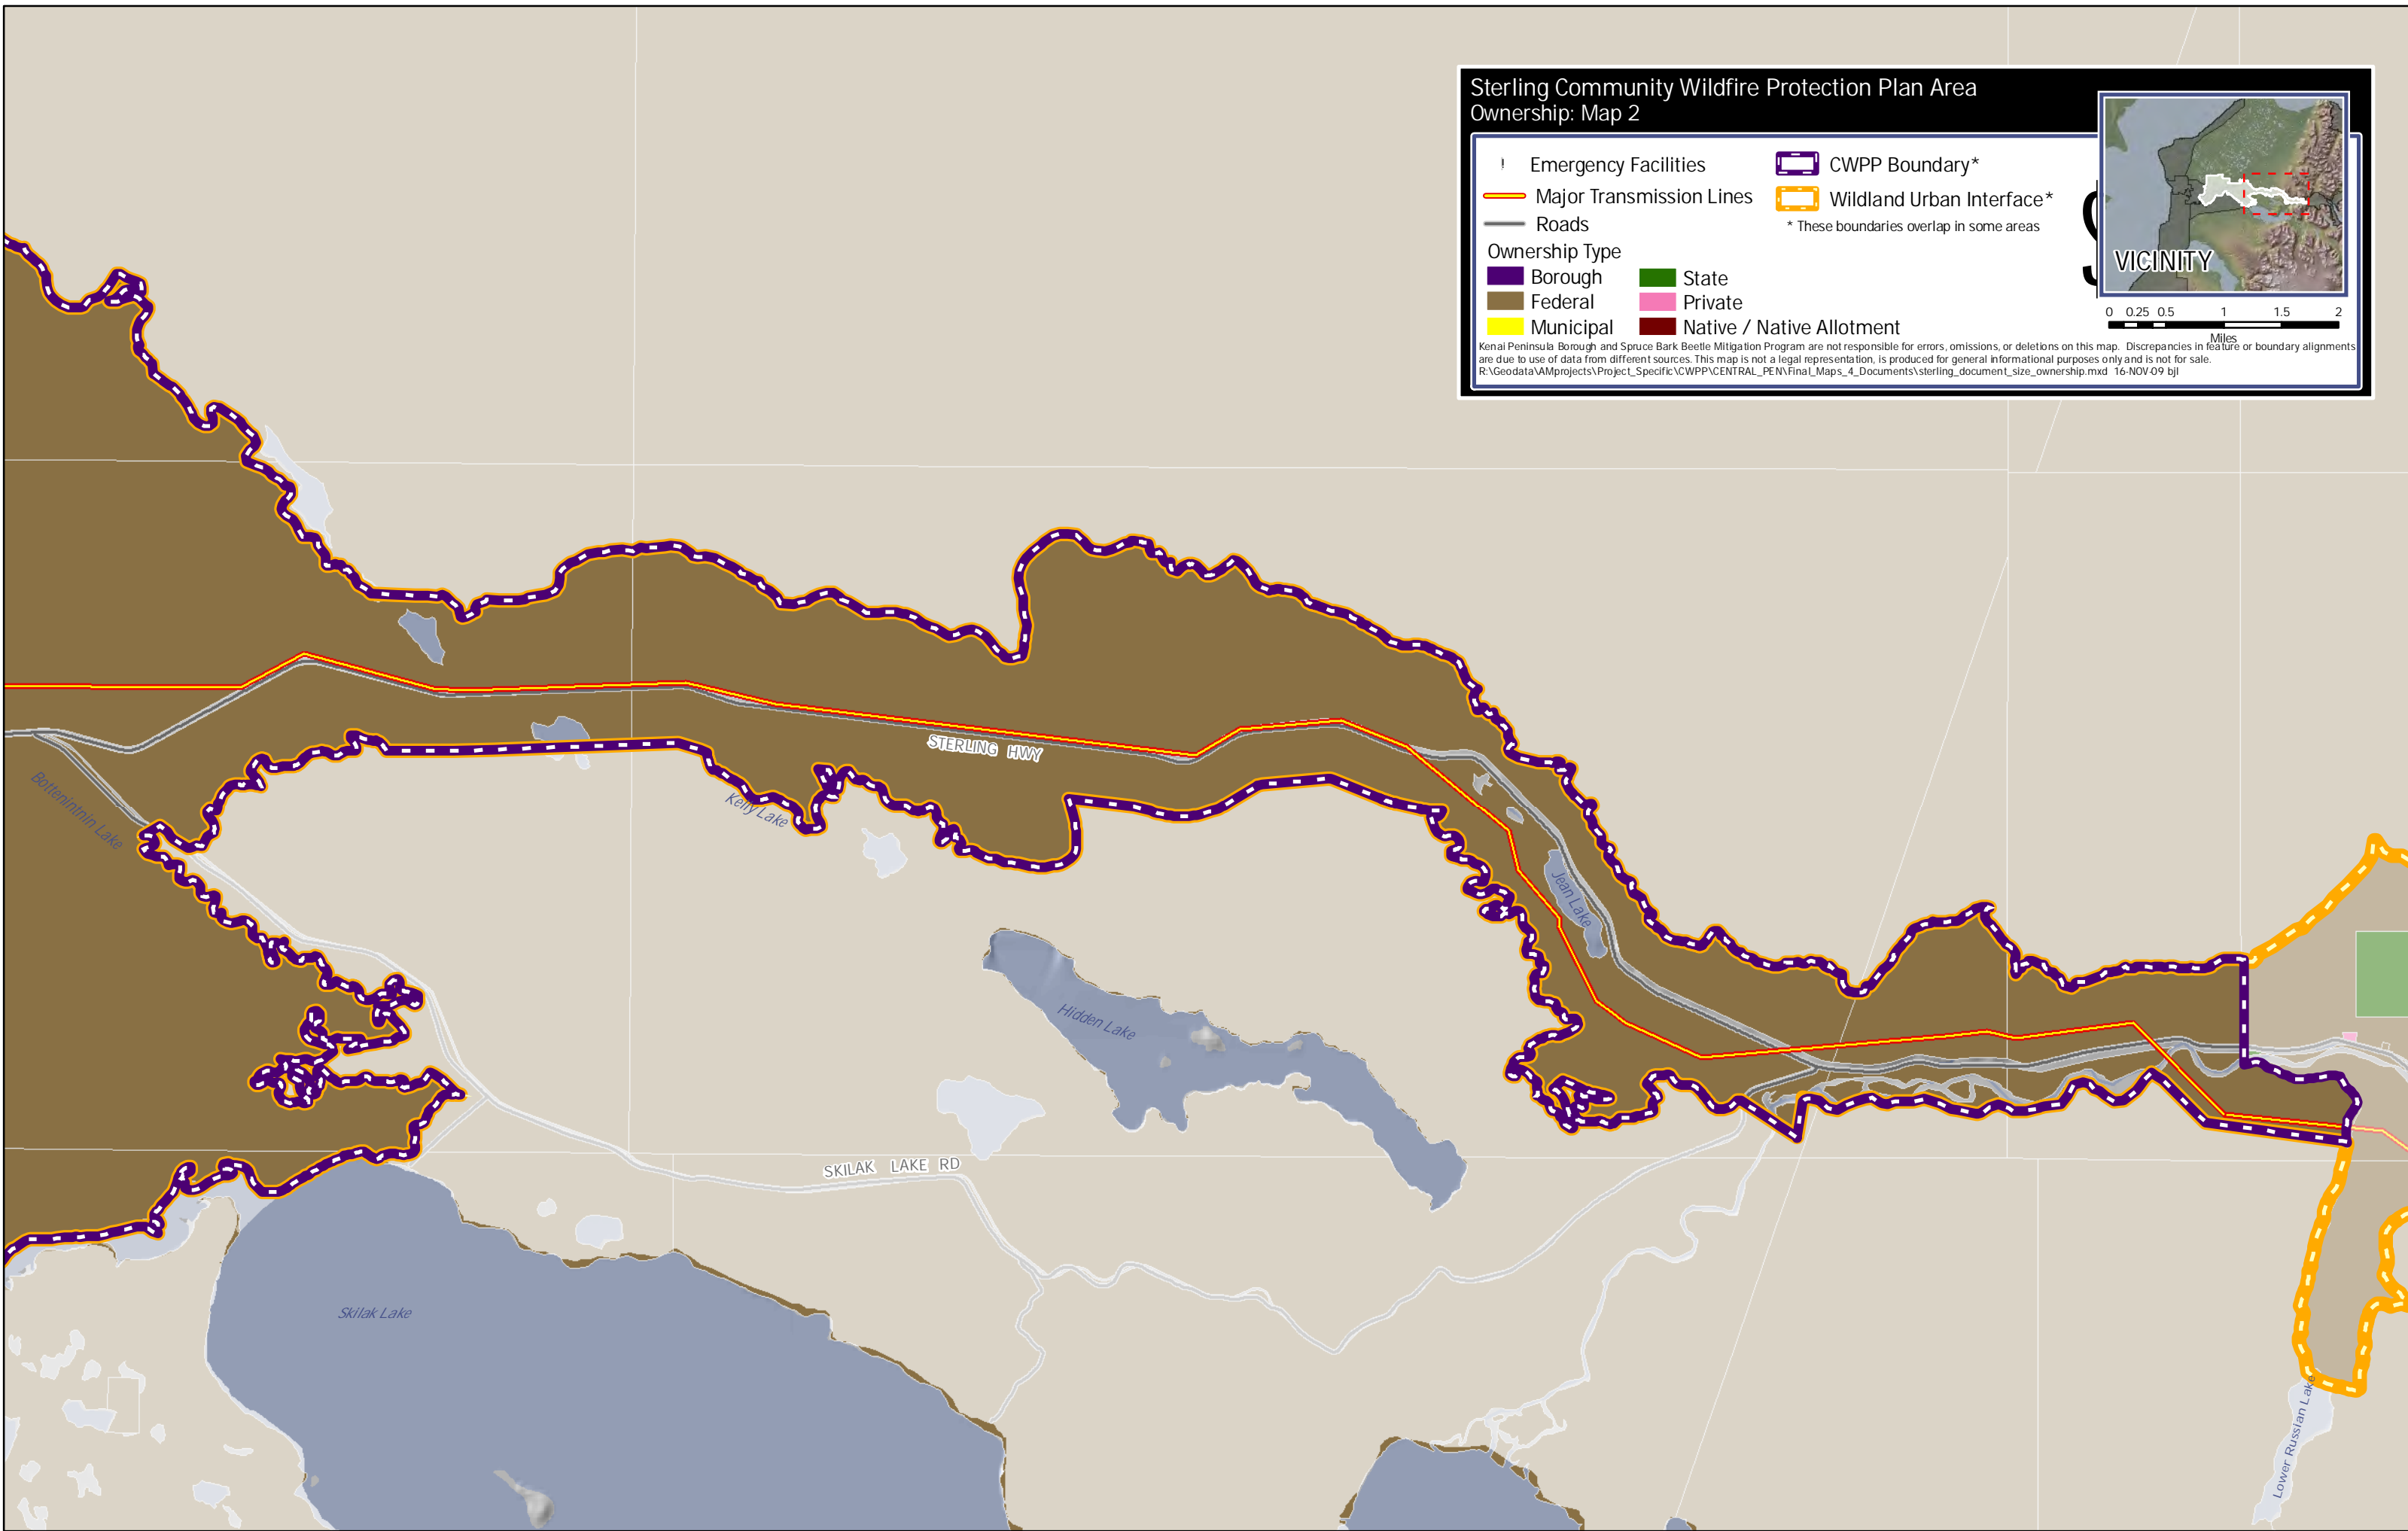 Sterling Community Wildfire Protection Plan Area
Ownership: Map 2
Emergency Facilities
Major Transmission Lines
Roads
CWPP Boundary*
Wildland Urban Interface*
* These boundaries overlap in some areas
Ownership Type
Borough
Federal
Municipal
State
Private
Native / Native Allotment
VICINITY
0 0.25 0.5 1 1.5 2
Miles
Kenai Peninsula Borough and Spruce Bark Beetle Mitigation Program are not responsible for errors, omissions, or deletions on this map. Discrepancies in feature or boundary alignments
are due to use of data from different sources. This map is not a legal representation, is produced for general informational purposes only and is not for sale.
R:\Geodata\AMprojects\Project_Specific\CWPP\CENTRAL_PEN\Final_Maps_4_Documents\sterling_document_size_ownership.mxd 16-NOV-09 bjl
STERLING HWY
Bottenintnin Lake
Kelly Lake
Jean Lake
Hidden Lake
SKILAK LAKE RD
Skilak Lake
Lower Russian Lake